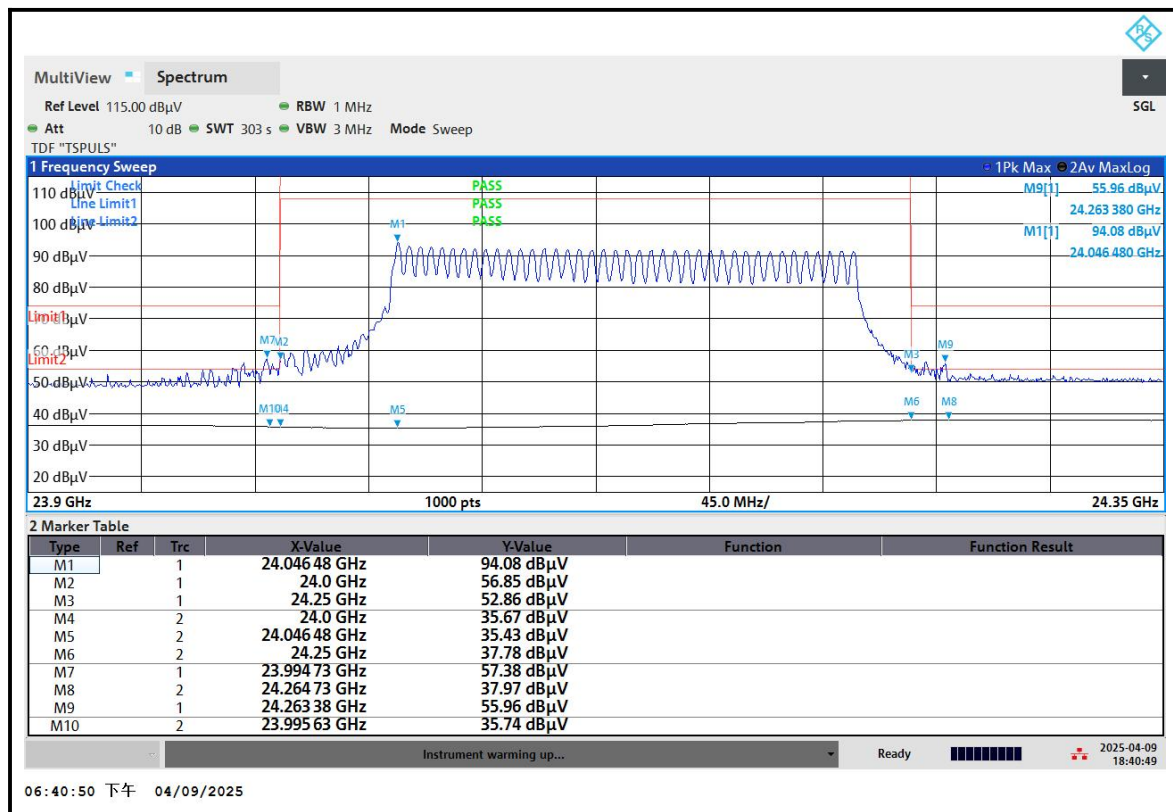 R&S
MultiView Spectrum
Ref Level 115.00 dBµV RBW 1 MHz SGL
Att 10 dB SWT 303 s VBW 3 MHz Mode Sweep
TDF "TSPULS"
1 Frequency Sweep 1Pk Max 2Av MaxLog
Limit Check PASS M9[1] 55.96 dBµV
110 dBµV
Line Limit1 PASS 24.263 380 GHz
Line Limit2 PASS M1[1] 94.08 dBµV
100 dBµV M1
90 dBµV 24.046 480 GHz
80 dBµV
Limit1
70 dBµV
M7 M2 M3 M9
60 dBµV
Limit2
50 dBµV
M10 M4 M5 M6 M8
40 dBµV
30 dBµV
20 dBµV
23.9 GHz 1000 pts 45.0 MHz/ 24.35 GHz
2 Marker Table
Type Ref Trc X-Value Y-Value Function Function Result
M1 1 24.046 48 GHz 94.08 dBµV
M2 1 24.0 GHz 56.85 dBµV
M3 1 24.25 GHz 52.86 dBµV
M4 2 24.0 GHz 35.67 dBµV
M5 2 24.046 48 GHz 35.43 dBµV
M6 2 24.25 GHz 37.78 dBµV
M7 1 23.994 73 GHz 57.38 dBµV
M8 2 24.264 73 GHz 37.97 dBµV
M9 1 24.263 38 GHz 55.96 dBµV
M10 2 23.995 63 GHz 35.74 dBµV
Instrument warming up... Ready 2025-04-09
18:40:49
06:40:50 下午 04/09/2025